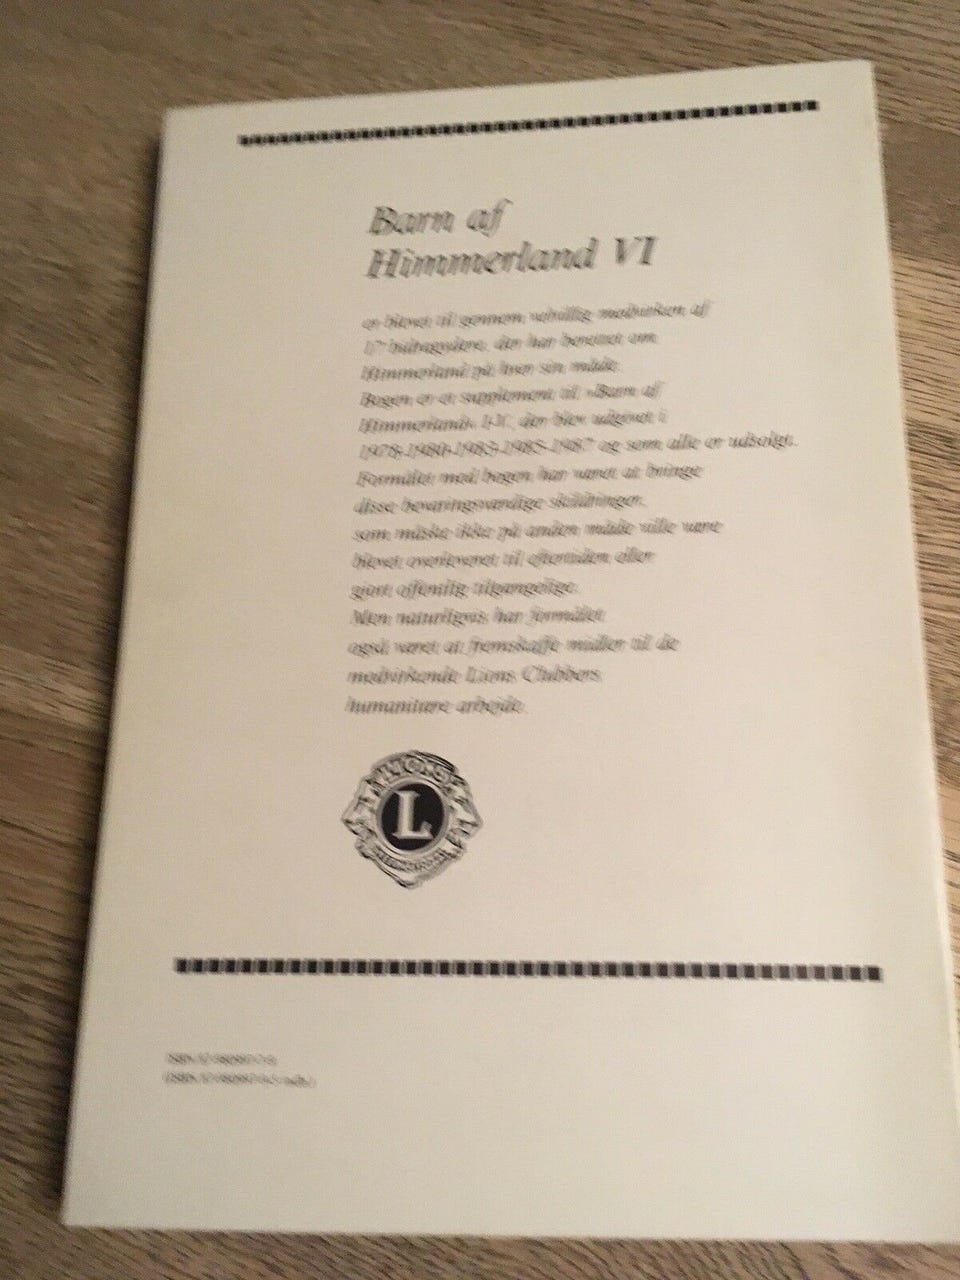 Barn af
Himmerland VI
er blevet til gennem velvillig medvirken af
17 bidragydere, der har berettet om
Himmerland på hver sin måde.
Bogen er et supplement til »Barn af
Himmerland« I-V, der blev udgivet i
1978-1980-1983-1985-1987 og som alle er udsolgt.
Formålet med bogen har været at bringe
disse bevaringsværdige skildringer,
som måske ikke på anden måde ville være
blevet overleveret til eftertiden eller
gjort offentlig tilgængelige.
Men naturligvis har formålet
også været at fremskaffe midler til de
medvirkende Lions Clubbers
humanitære arbejde.
LIONS
L
INTERNATIONAL
ISBN
(ISBN